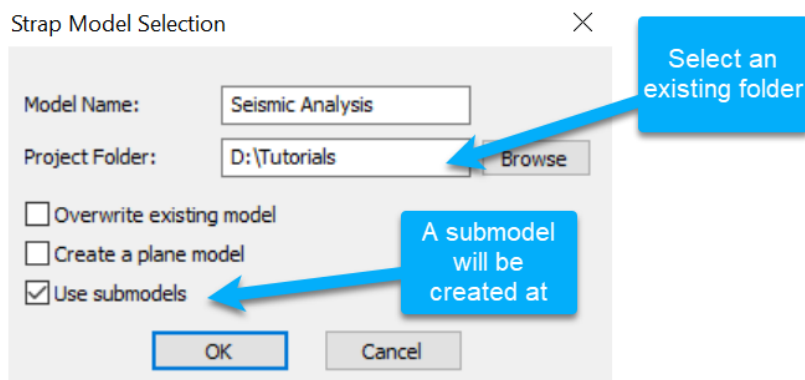 Strap Model Selection
Select an
existing folder
Model Name:
Seismic Analysis
Project Folder:
D:\Tutorials
Browse
Overwrite existing model
Create a plane model
Use submodels
A submodel
will be
created at
OK
Cancel